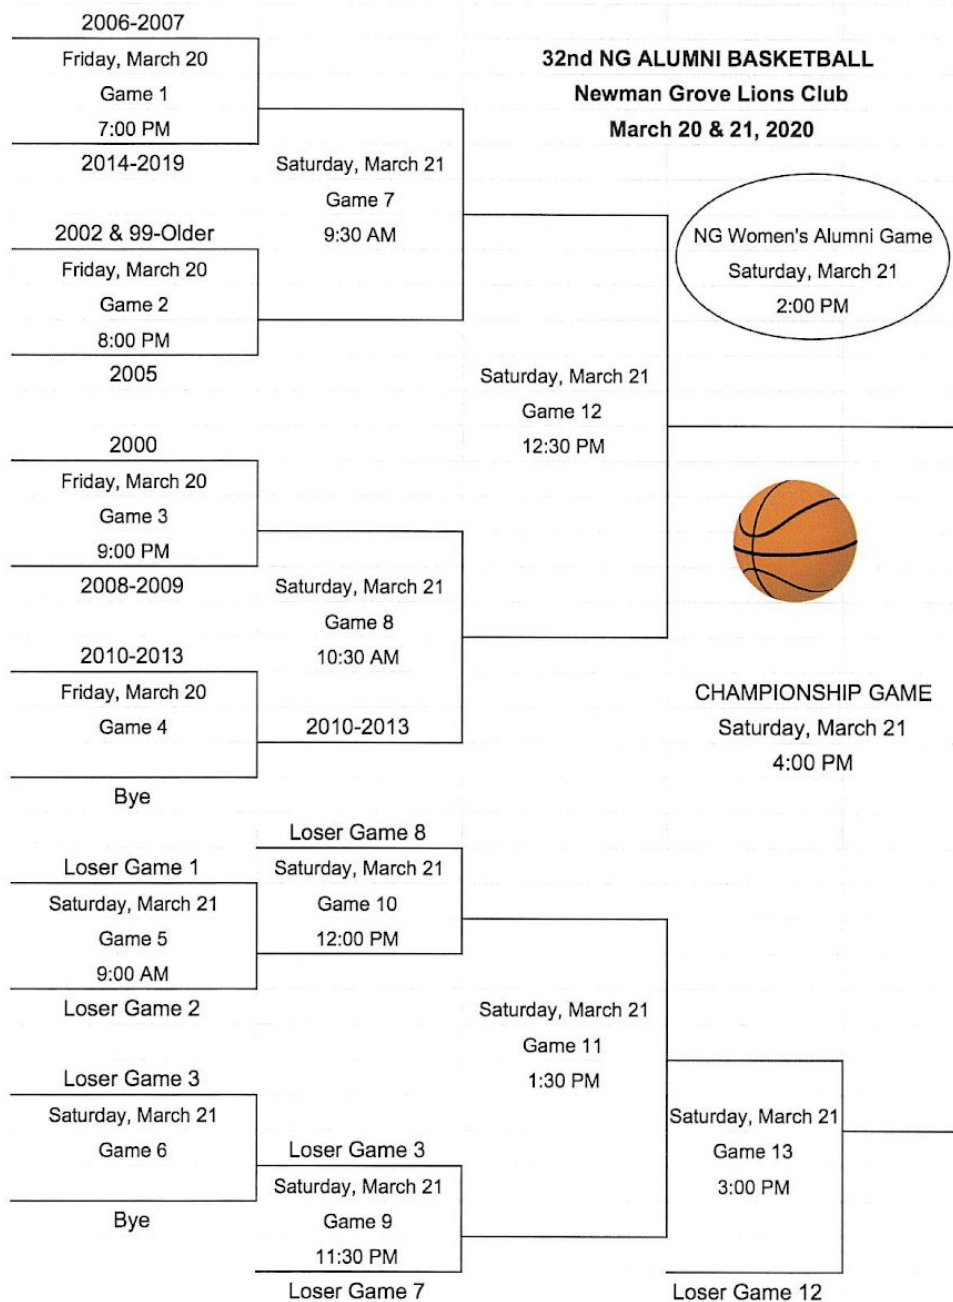 32nd NG ALUMNI BASKETBALL
Newman Grove Lions Club
March 20 & 21, 2020
2006-2007
Friday, March 20
Game 1
7:00 PM
2014-2019
Saturday, March 21
Game 7
9:30 AM
2002 & 99-Older
Friday, March 20
Game 2
8:00 PM
2005
NG Women's Alumni Game
Saturday, March 21
2:00 PM
Saturday, March 21
Game 12
12:30 PM
2000
Friday, March 20
Game 3
9:00 PM
2008-2009
Saturday, March 21
Game 8
10:30 AM
2010-2013
2010-2013
Friday, March 20
Game 4
Bye
CHAMPIONSHIP GAME
Saturday, March 21
4:00 PM
Loser Game 8
Saturday, March 21
Game 10
12:00 PM
Loser Game 1
Saturday, March 21
Game 5
9:00 AM
Loser Game 2
Saturday, March 21
Game 11
1:30 PM
Loser Game 3
Saturday, March 21
Game 6
Bye
Loser Game 3
Saturday, March 21
Game 9
11:30 PM
Loser Game 7
Saturday, March 21
Game 13
3:00 PM
Loser Game 12